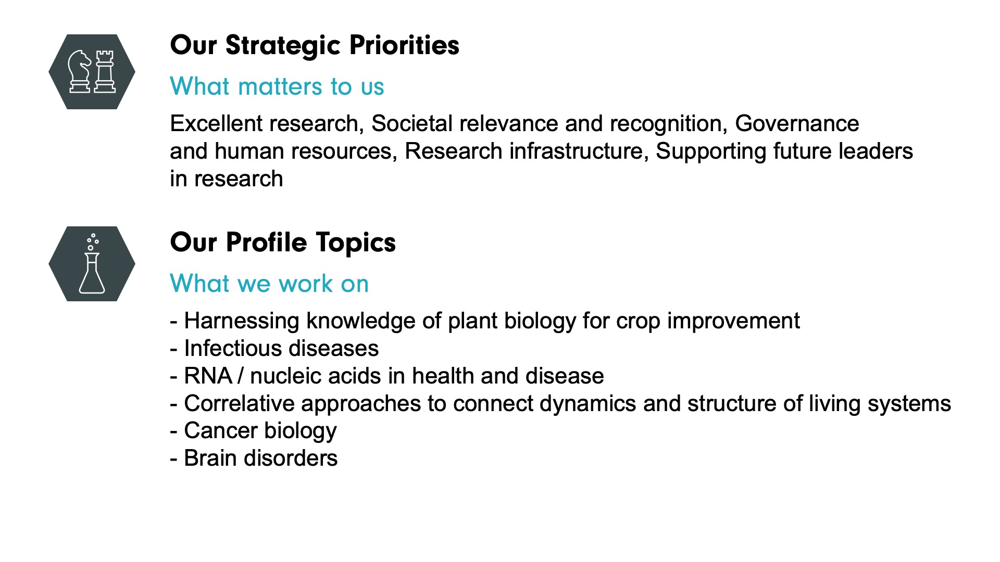 Our Strategic Priorities
What matters to us
Excellent research, Societal relevance and recognition, Governance
and human resources, Research infrastructure, Supporting future leaders
in research
Our Profile Topics
What we work on
- Harnessing knowledge of plant biology for crop improvement
- Infectious diseases
- RNA / nucleic acids in health and disease
- Correlative approaches to connect dynamics and structure of living systems
- Cancer biology
- Brain disorders